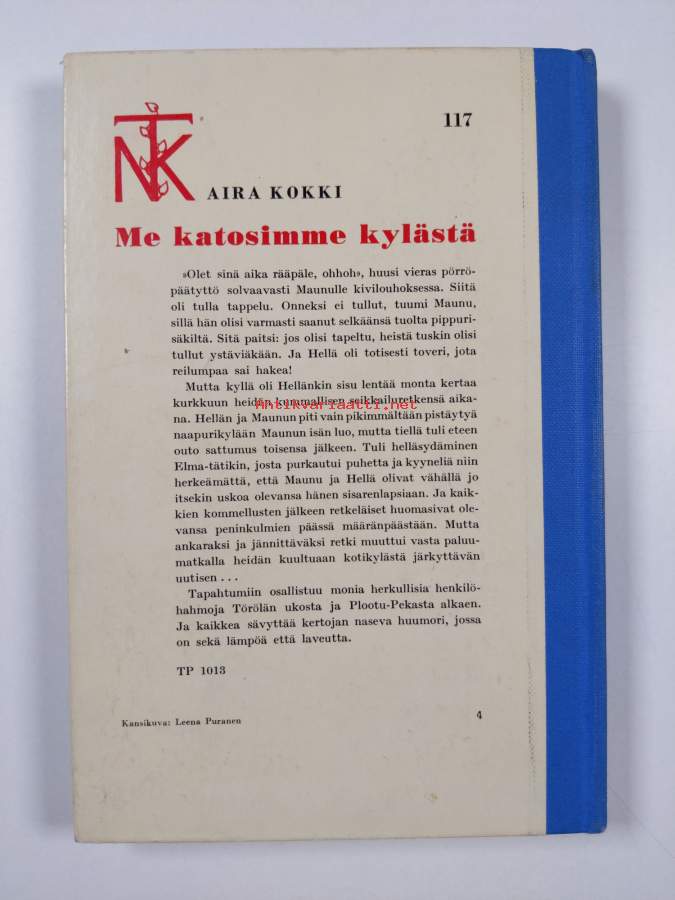 NTK
117
AIRA KOKKI
Me katosimme kylästä
»Olet sinä aika rääpäle, ohhoh», huusi vieras pörrö-
päätyttö solvaavasti Maunulle kivilouhoksessa. Siitä
oli tulla tappelu. Onneksi ei tullut, tuumi Maunu,
sillä hän olisi varmasti saanut selkäänsä tuolta pippuri-
säkiltä. Sitä paitsi: jos olisi tapeltu, heistä tuskin olisi
tullut ystäviäkään. Ja Hellä oli totisesti toveri, jota
reilumpaa sai hakea!
Mutta kyllä oli Hellänkin sisu lentää monta kertaa
kurkkuun heidän kummallisen seikkailuretkensä aika-
Antikvariaatti.net
na. Hellän ja Maunun piti vain pikimmältään pistäytyä
naapurikylään Maunun isän luo, mutta tiellä tuli eteen
outo sattumus toisensa jälkeen. Tuli helläsydäminen
Elma-tätikin, josta purkautui puhetta ja kyyneliä niin
herkeämättä, että Maunu ja Hellä olivat vähällä jo
itsekin uskoa olevansa hänen sisarenlapsiaan. Ja kaik-
kien kommellusten jälkeen retkeläiset huomasivat ole-
vansa peninkulmien päässä määränpäästään. Mutta
ankaraksi ja jännittäväksi retki muuttui vasta paluu-
matkalla heidän kuultuaan kotikylästä järkyttävän
uutisen . . .
Tapahtumiin osallistuu monia herkullisia henkilö-
hahmoja Törölän ukosta ja Plootu-Pekasta alkaen.
Ja kaikkea sävyttää kertojan naseva huumori, jossa
on sekä lämpöä että laveutta.
TP 1013
Kansikuva: Leena Puranen
4